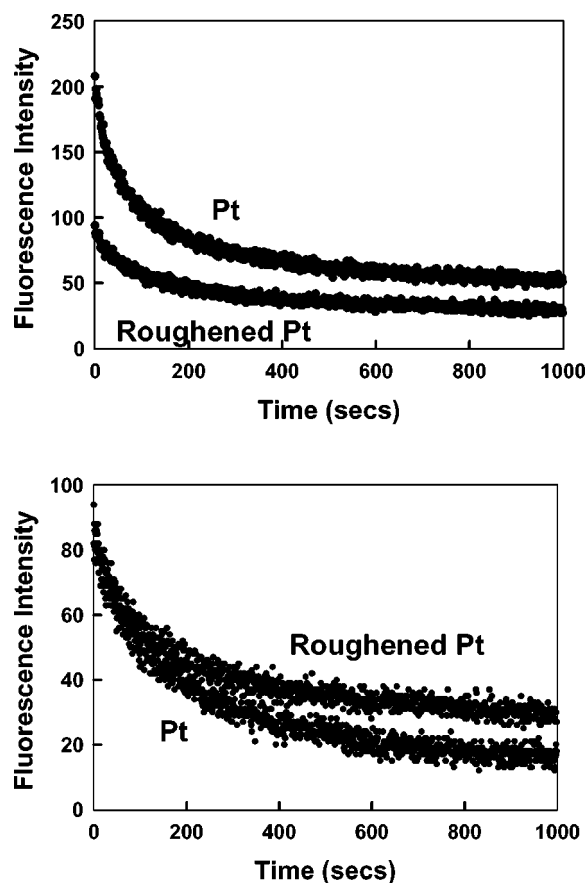 250
200
150
100
50
0
Fluorescence Intensity
Pt
Roughened Pt
0 200 400 600 800 1000
Time (secs)
100
80
60
40
20
0
Fluorescence Intensity
Roughened Pt
Pt
0 200 400 600 800 1000
Time (secs)